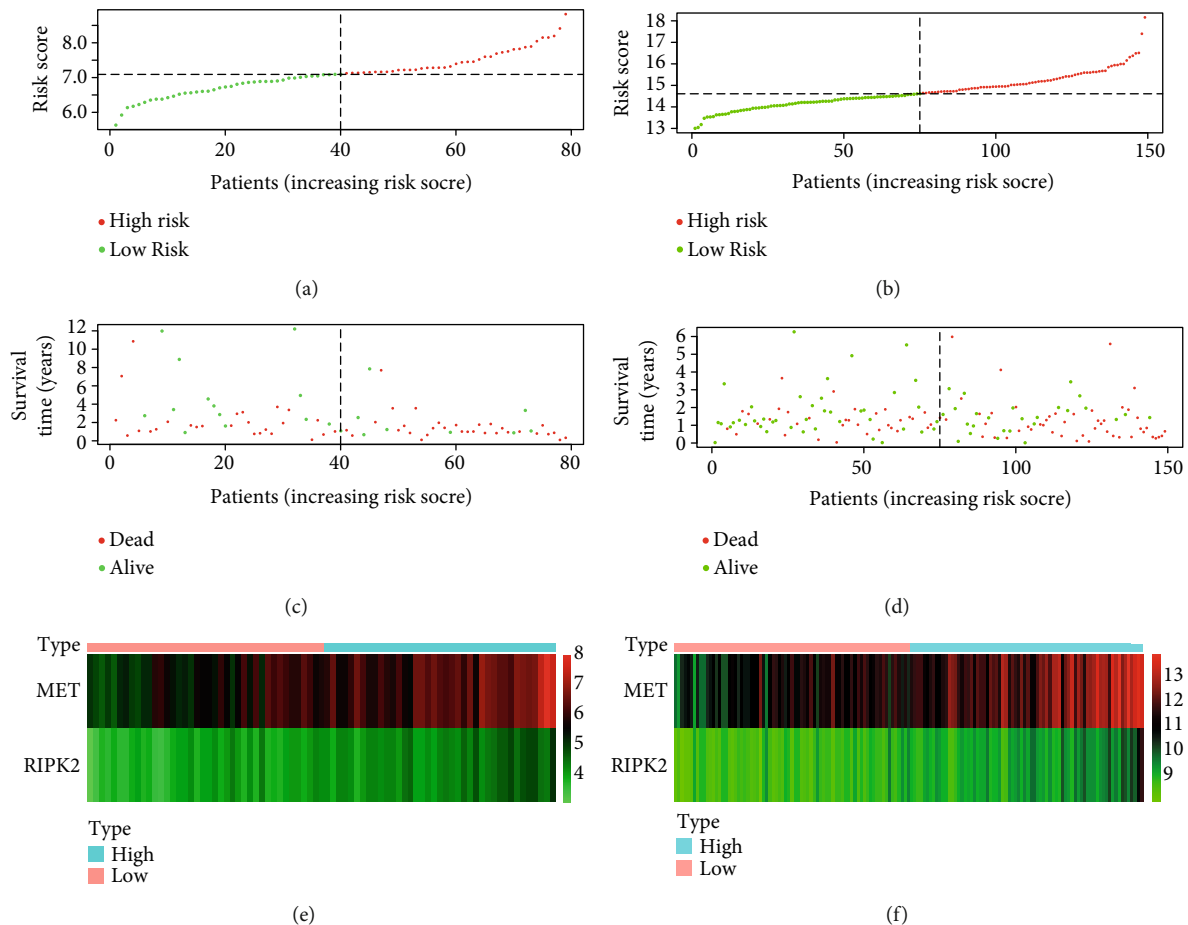 Risk score
8.0
7.0
6.0
0 20 40 60 80
Patients (increasing risk socre)
High risk
Low Risk
(a)
Risk score
18
17
16
15
14
13
0 50 100 150
Patients (increasing risk socre)
High risk
Low Risk
(b)
Survival
time (years)
12
10
8
6
4
2
0
0 20 40 60 80
Patients (increasing risk socre)
Dead
Alive
(c)
Survival
time (years)
6
5
4
3
2
1
0
0 50 100 150
Patients (increasing risk socre)
Dead
Alive
(d)
Type
MET
RIPK2
8
7
6
5
4
Type
High
Low
(e)
Type
MET
RIPK2
13
12
11
10
9
Type
High
Low
(f)